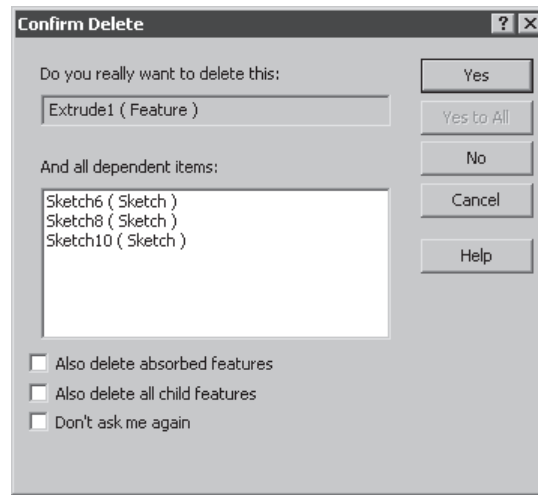 Confirm Delete
Do you really want to delete this:
Extrude1 ( Feature )
And all dependent items:
Sketch6 ( Sketch )
Sketch8 ( Sketch )
Sketch10 ( Sketch )
Also delete absorbed features
Also delete all child features
Don't ask me again
Yes
Yes to All
No
Cancel
Help